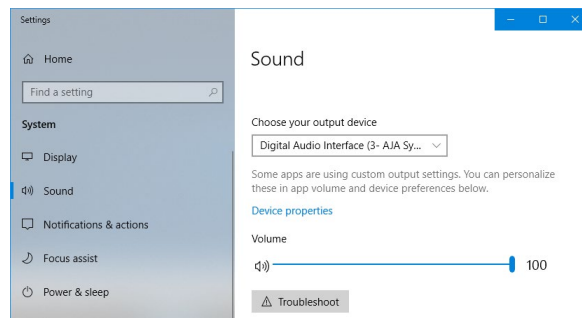 Settings
Home
Find a setting
System
Display
Sound
Notifications & actions
Focus assist
Power & sleep
Sound
Choose your output device
Digital Audio Interface (3- AJA Sy...
Some apps are using custom output settings. You can personalize
these in app volume and device preferences below.
Device properties
Volume
100
Troubleshoot